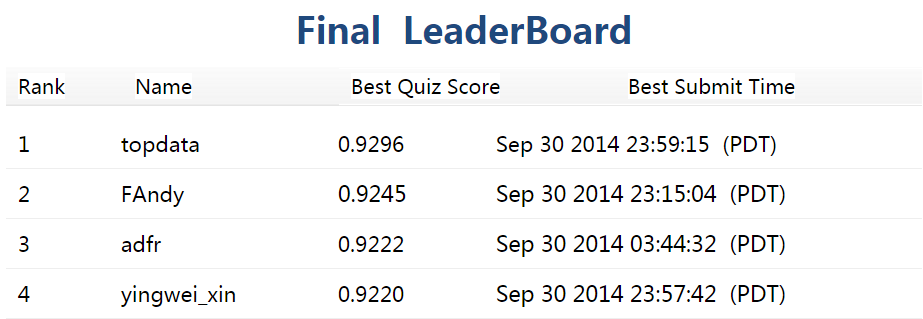 Final LeaderBoard
Rank Name Best Quiz Score Best Submit Time
1 topdata 0.9296 Sep 30 2014 23:59:15 (PDT)
2 FAndy 0.9245 Sep 30 2014 23:15:04 (PDT)
3 adfr 0.9222 Sep 30 2014 03:44:32 (PDT)
4 yingwei_xin 0.9220 Sep 30 2014 23:57:42 (PDT)